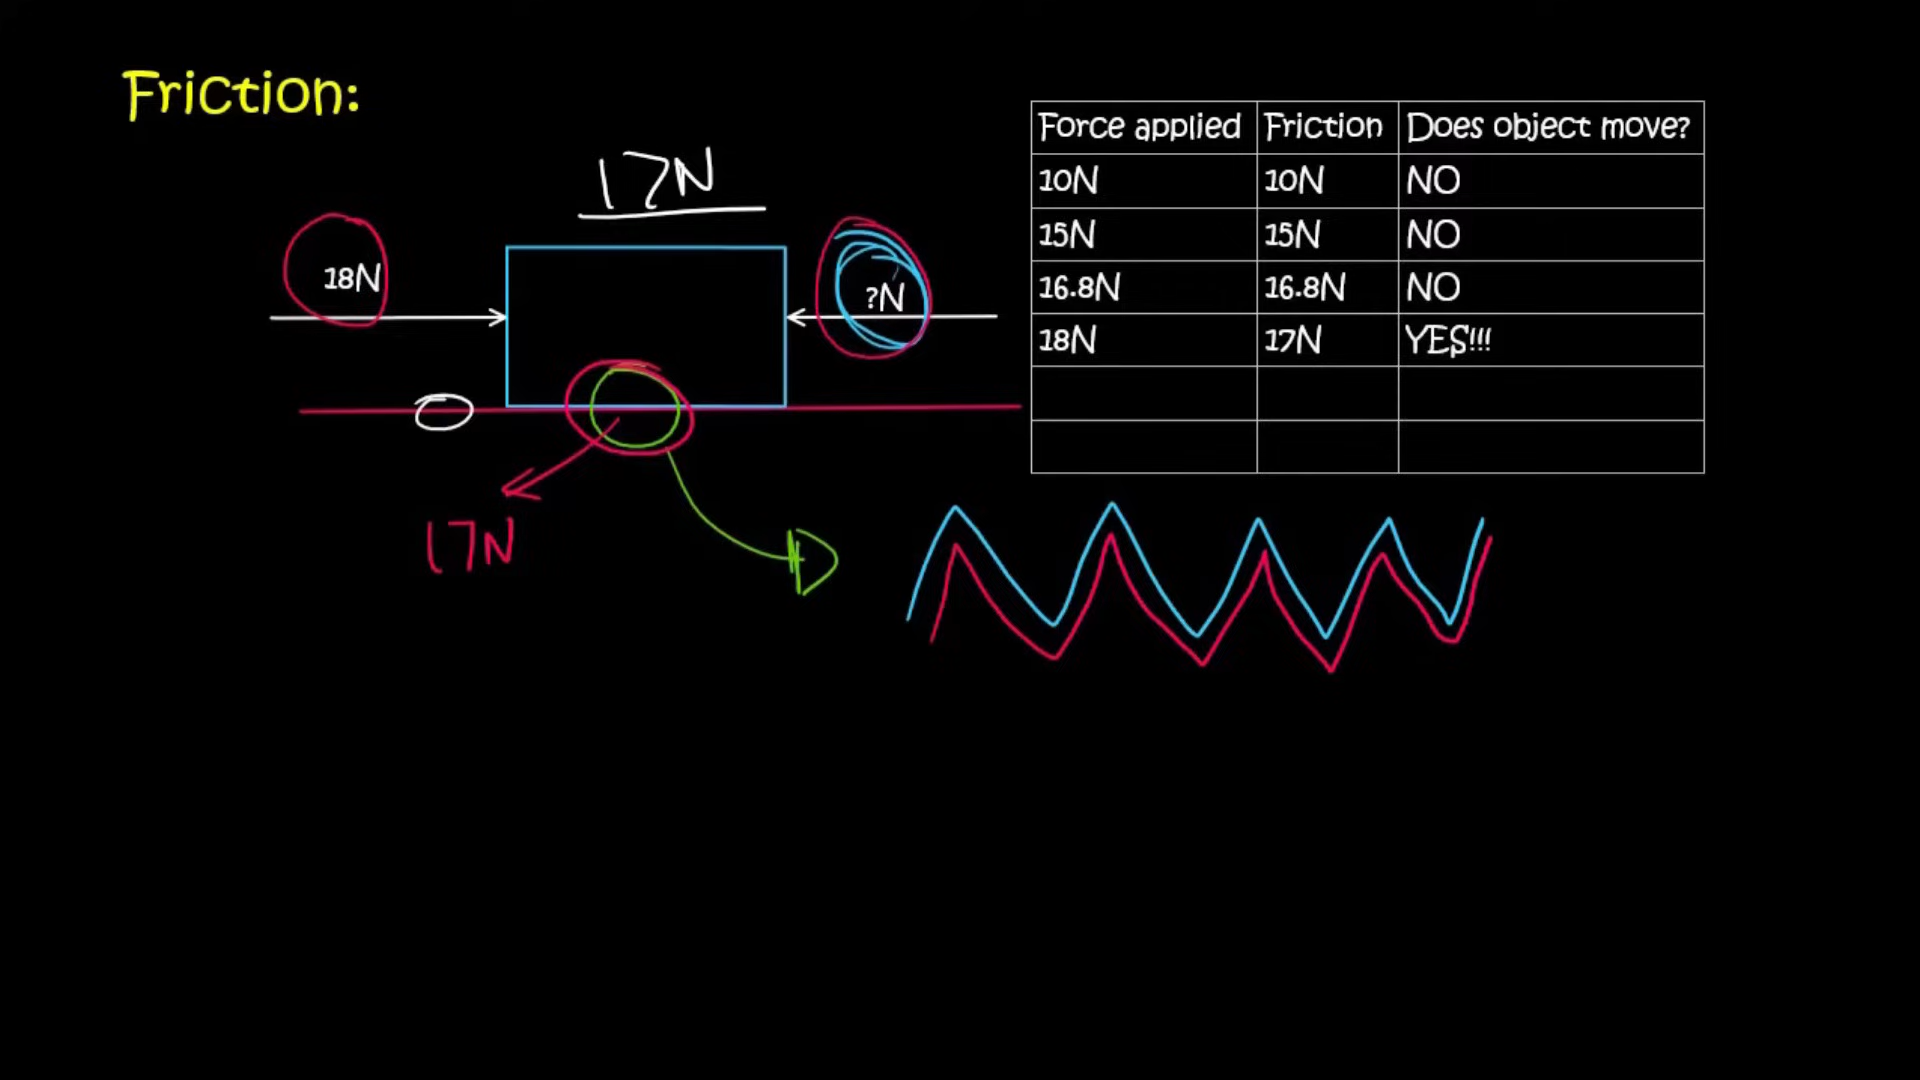 Friction:
17N
18N
?N
17N
Force applied Friction Does object move?
10N 10N NO
15N 15N NO
16.8N 16.8N NO
18N 17N YES!!!